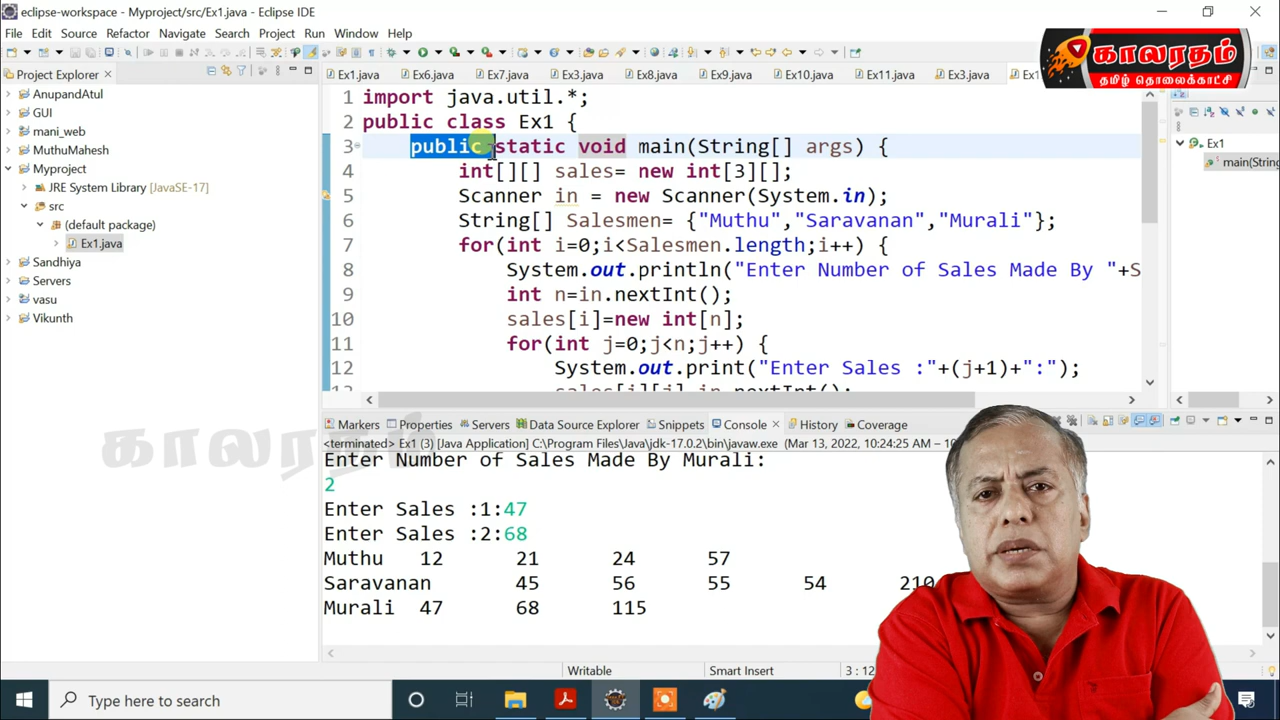 eclipse-workspace - Myproject/src/Ex1.java - Eclipse IDE
File Edit Source Refactor Navigate Search Project Run Window Help
காலரதம்
தமிழ் தொலைக்காட்சி
Project Explorer
Ex1.java Ex6.java Ex7.java Ex3.java Ex8.java Ex9.java Ex10.java Ex11.java Ex3.java
AnupandAtul
GUI
mani_web
MuthuMahesh
Myproject
JRE System Library [JavaSE-17]
src
(default package)
Ex1.java
Sandhiya
Servers
vasu
Vikunth
1 import java.util.*;
2 public class Ex1 {
3 public static void main(String[] args) {
4 int[][] sales= new int[3][];
5 Scanner in = new Scanner(System.in);
6 String[] Salesmen= {"Muthu","Saravanan","Murali"};
7 for(int i=0;i<Salesmen.length;i++) {
8 System.out.println("Enter Number of Sales Made By "+S
9 int n=in.nextInt();
10 sales[i]=new int[n];
11 for(int j=0;j<n;j++) {
12 System.out.print("Enter Sales :"+(j+1)+":");
Ex1
main(String
Markers Properties Servers Data Source Explorer Snippets Console History Coverage
<terminated> Ex1 (3) [Java Application] C:\Program Files\Java\jdk-17.0.2\bin\javaw.exe (Mar 13, 2022, 10:24:25 AM – 10
Enter Number of Sales Made By Murali:
2
Enter Sales :1:47
Enter Sales :2:68
Muthu 12 21 24 57
Saravanan 45 56 55 54 210
Murali 47 68 115
Writable Smart Insert
Type here to search